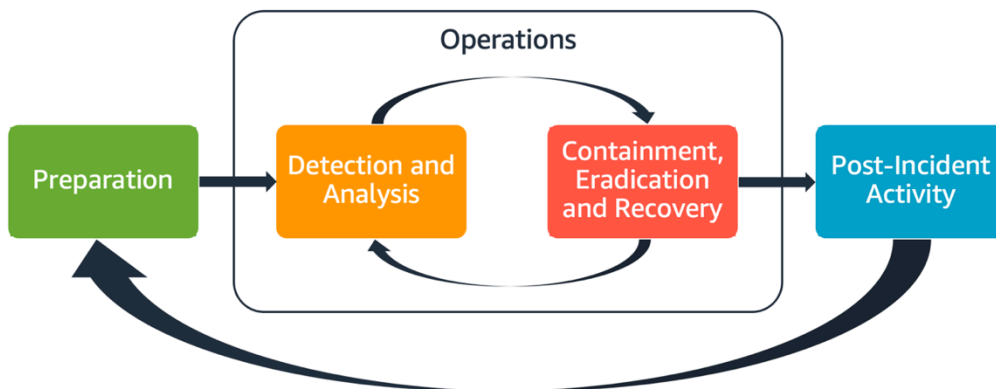 Operations
Preparation
Detection and
Analysis
Containment,
Eradication
and Recovery
Post-Incident
Activity